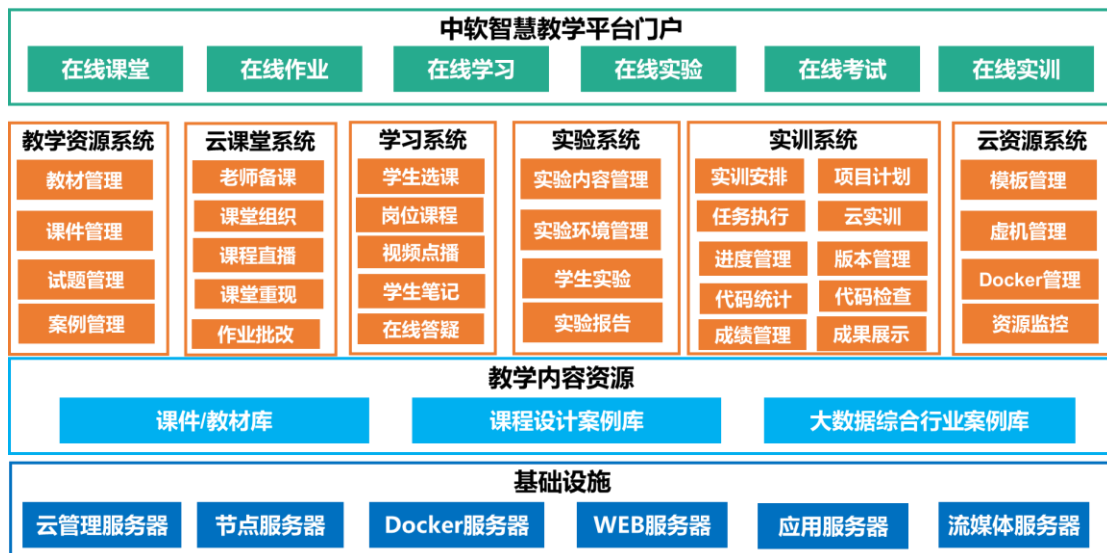 中软智慧教学平台门户
在线课堂
在线作业
在线学习
在线实验
在线考试
在线实训
教学资源系统
教材管理
课件管理
试题管理
案例管理
云课堂系统
老师备课
课堂组织
课程直播
课堂重现
作业批改
学习系统
学生选课
岗位课程
视频点播
学生笔记
在线答疑
实验系统
实验内容管理
实验环境管理
学生实验
实验报告
实训系统
实训安排
项目计划
任务执行
云实训
进度管理
版本管理
代码统计
代码检查
成绩管理
成果展示
云资源系统
模板管理
虚机管理
Docker管理
资源监控
教学内容资源
课件/教材库
课程设计案例库
大数据综合行业案例库
基础设施
云管理服务器
节点服务器
Docker服务器
WEB服务器
应用服务器
流媒体服务器